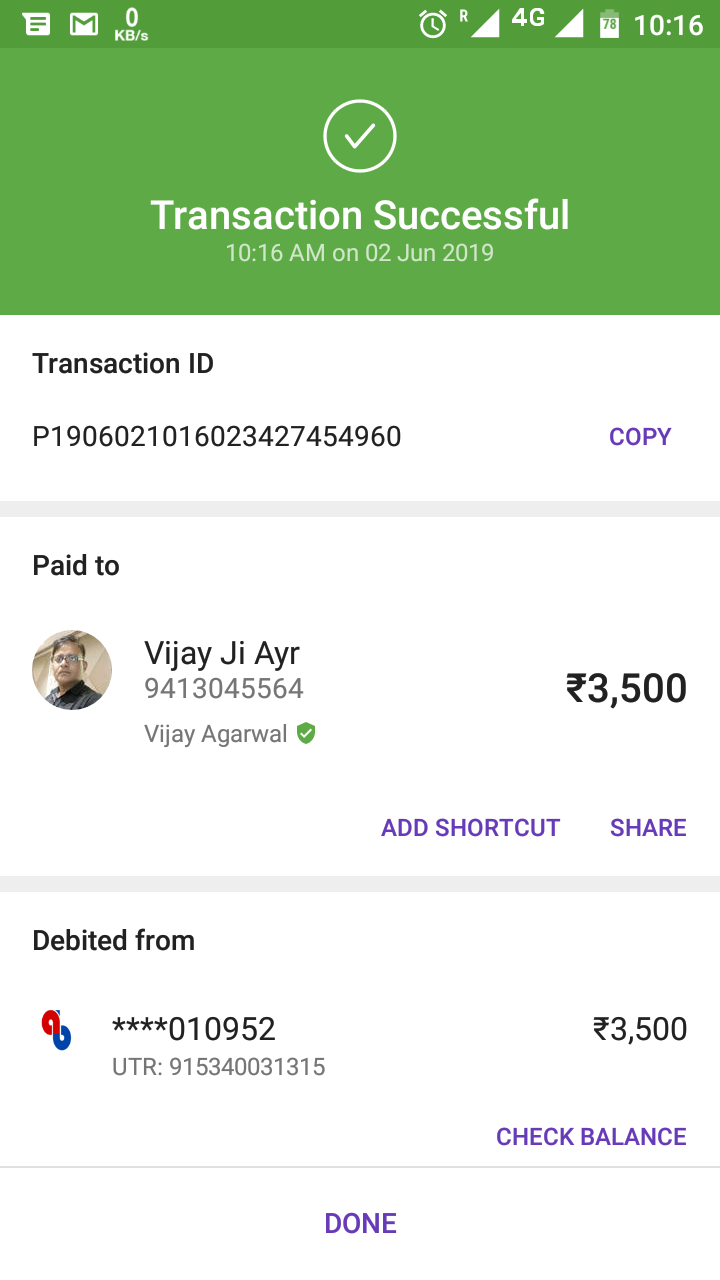 0
KB/s
R
4G
78
10:16
Transaction Successful
10:16 AM on 02 Jun 2019
Transaction ID
P1906021016023427454960
COPY
Paid to
Vijay Ji Ayr
9413045564
₹3,500
Vijay Agarwal
ADD SHORTCUT
SHARE
Debited from
****010952
₹3,500
UTR: 915340031315
CHECK BALANCE
DONE